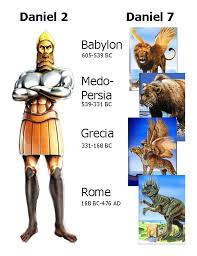 Daniel 2
Daniel 7
Babylon
605-539 BC
Medo-
Persia
539-331 BC
Grecia
331-168 BC
Rome
168 BC-476 AD